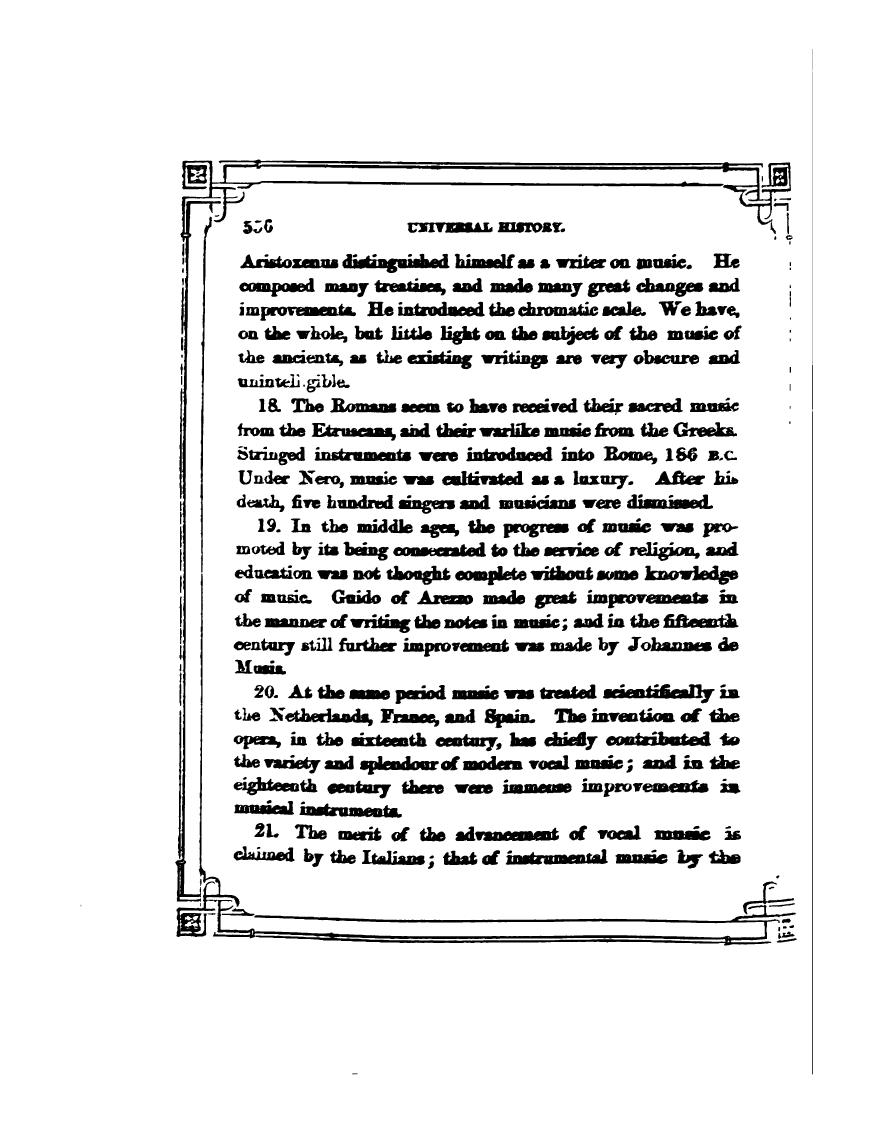 556 UNIVERSAL HISTORY.
Aristoxenus distinguished himself as a writer on music. He
composed many treatises, and made many great changes and
improvements. He introduced the chromatic scale. We have,
on the whole, but little light on the subject of the music of
the ancients, as the existing writings are very obscure and
unintelligible.
18. The Romans seem to have received their sacred music
from the Etruscans, and their warlike music from the Greeks.
Stringed instruments were introduced into Rome, 186 B.C.
Under Nero, music was cultivated as a luxury. After his
death, five hundred singers and musicians were dismissed.
19. In the middle ages, the progress of music was pro-
moted by its being consecrated to the service of religion, and
education was not thought complete without some knowledge
of music. Guido of Arezzo made great improvements in
the manner of writing the notes in music; and in the fifteenth
century still further improvement was made by Johannes de
Musia.
20. At the same period music was treated scientifically in
the Netherlands, France, and Spain. The invention of the
opera, in the sixteenth century, has chiefly contributed to
the variety and splendour of modern vocal music; and in the
eighteenth century there were immense improvements in
musical instruments.
21. The merit of the advancement of vocal music is
claimed by the Italians; that of instrumental music by the